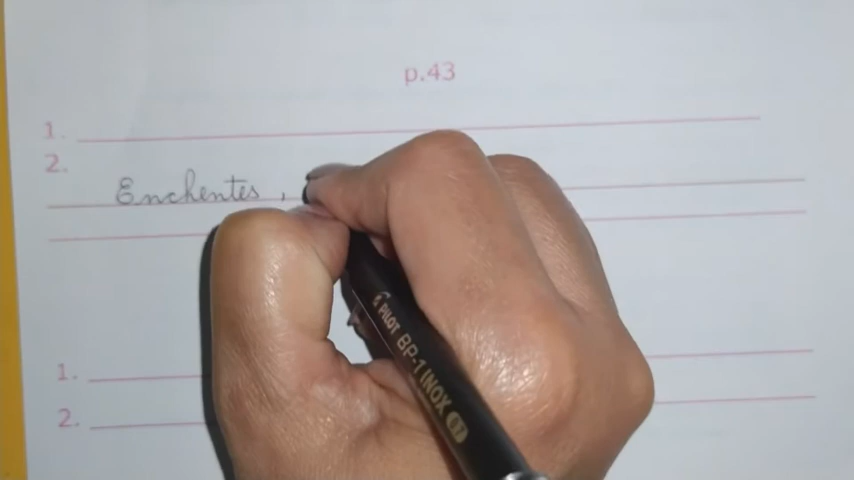 p.43
1.
2.
Enchentes ,
PILOT BP-1 INOX
1.
2.